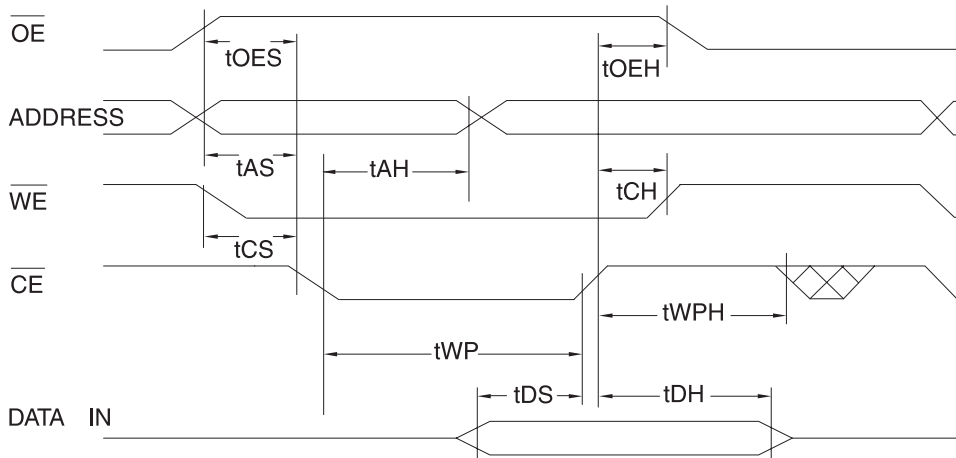 OE
tOES
tOEH
ADDRESS
tAS
tAH
tCH
WE
tCS
CE
tWPH
tWP
tDS
tDH
DATA IN